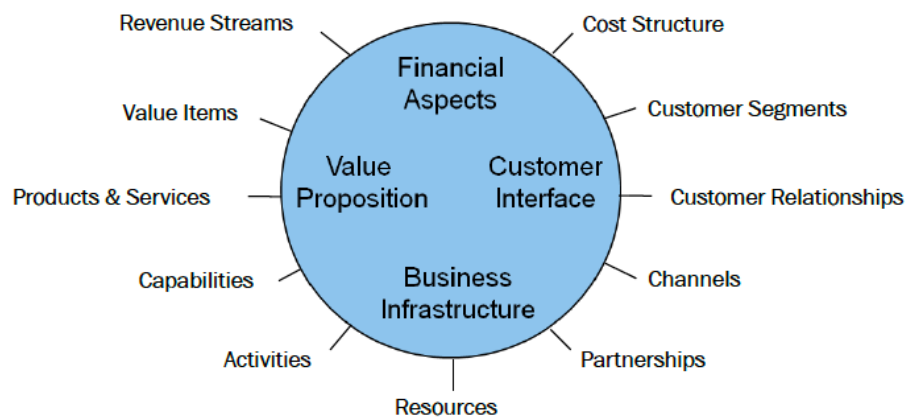 Revenue Streams
Cost Structure
Financial
Aspects
Value Items
Customer Segments
Value
Proposition
Customer
Interface
Products & Services
Customer Relationships
Capabilities
Business
Infrastructure
Channels
Activities
Partnerships
Resources